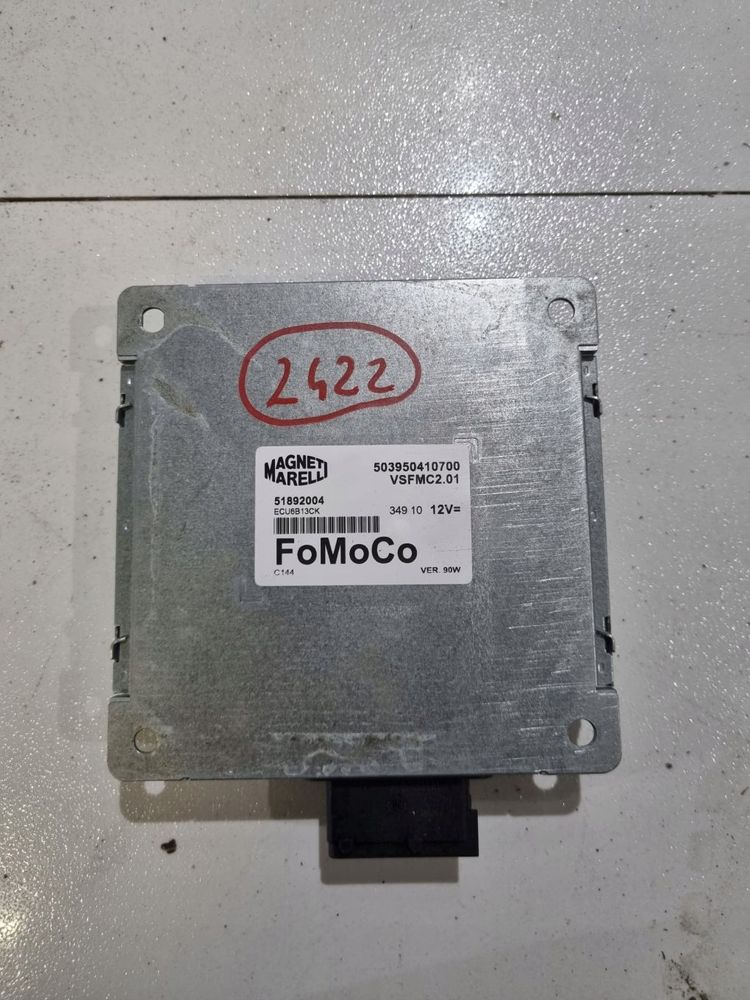 2422
MAGNETI
MARELLI
503950410700
VSFMC2.01
51892004
ECU6B13CK
349 10 12V=
FoMoCo
C144
VER. 90W